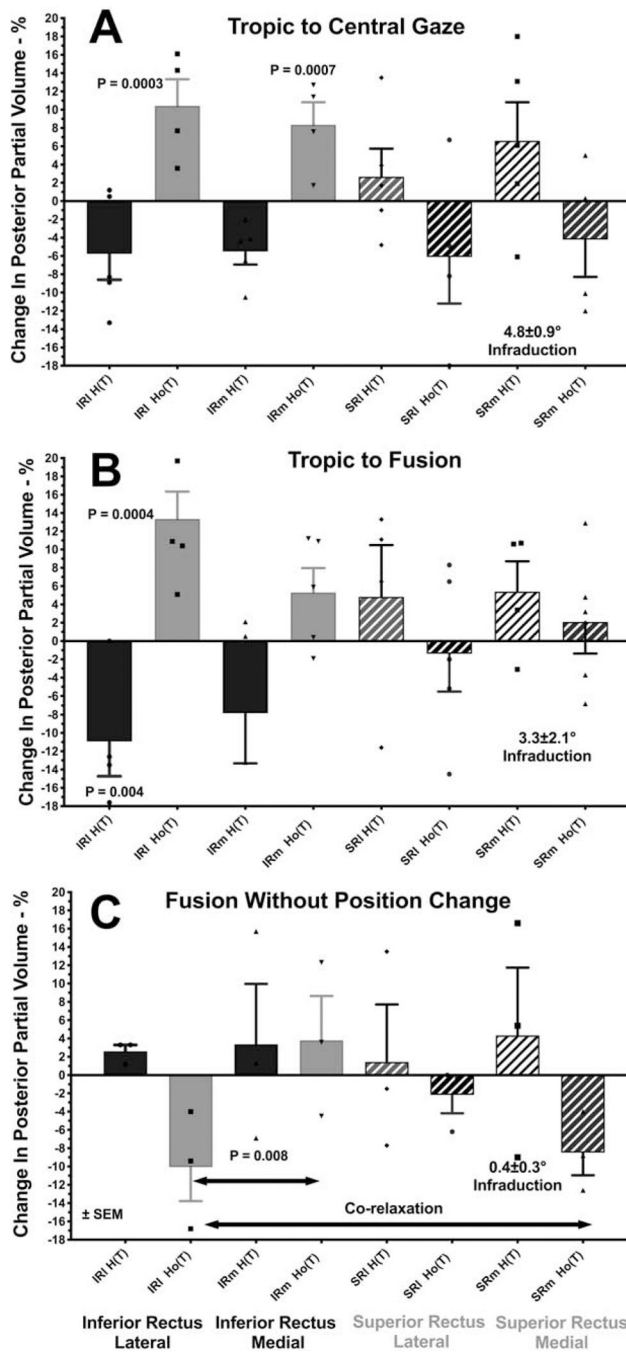 A
Tropic to Central Gaze
Change In Posterior Partial Volume - %
20
18
16
14
12
10
8
6
4
2
0
-2
-4
-6
-8
-10
-12
-14
-16
-18
P = 0.0003
P = 0.0007
4.8±0.9°
Infraduction
IRl H(T)
IRl Ho(T)
IRm H(T)
IRm Ho(T)
SRl H(T)
SRl Ho(T)
SRm H(T)
SRm Ho(T)
B
Tropic to Fusion
Change in Posterior Partial Volume - %
20
18
16
14
12
10
8
6
4
2
0
-2
-4
-6
-8
-10
-12
-14
-16
-18
P = 0.0004
P = 0.004
3.3±2.1°
Infraduction
IRl H(T)
IRl Ho(T)
IRm H(T)
IRm Ho(T)
SRl H(T)
SRl Ho(T)
SRm H(T)
SRm Ho(T)
C
Fusion Without Position Change
Change in Posterior Partial Volume - %
20
18
16
14
12
10
8
6
4
2
0
-2
-4
-6
-8
-10
-12
-14
-16
-18
P = 0.008
0.4±0.3°
Infraduction
Co-relaxation
± SEM
IRl H(T)
IRl Ho(T)
IRm H(T)
IRm Ho(T)
SRl H(T)
SRl Ho(T)
SRm H(T)
SRm Ho(T)
Inferior Rectus Inferior Rectus Superior Rectus Superior Rectus
Lateral Medial Lateral Medial